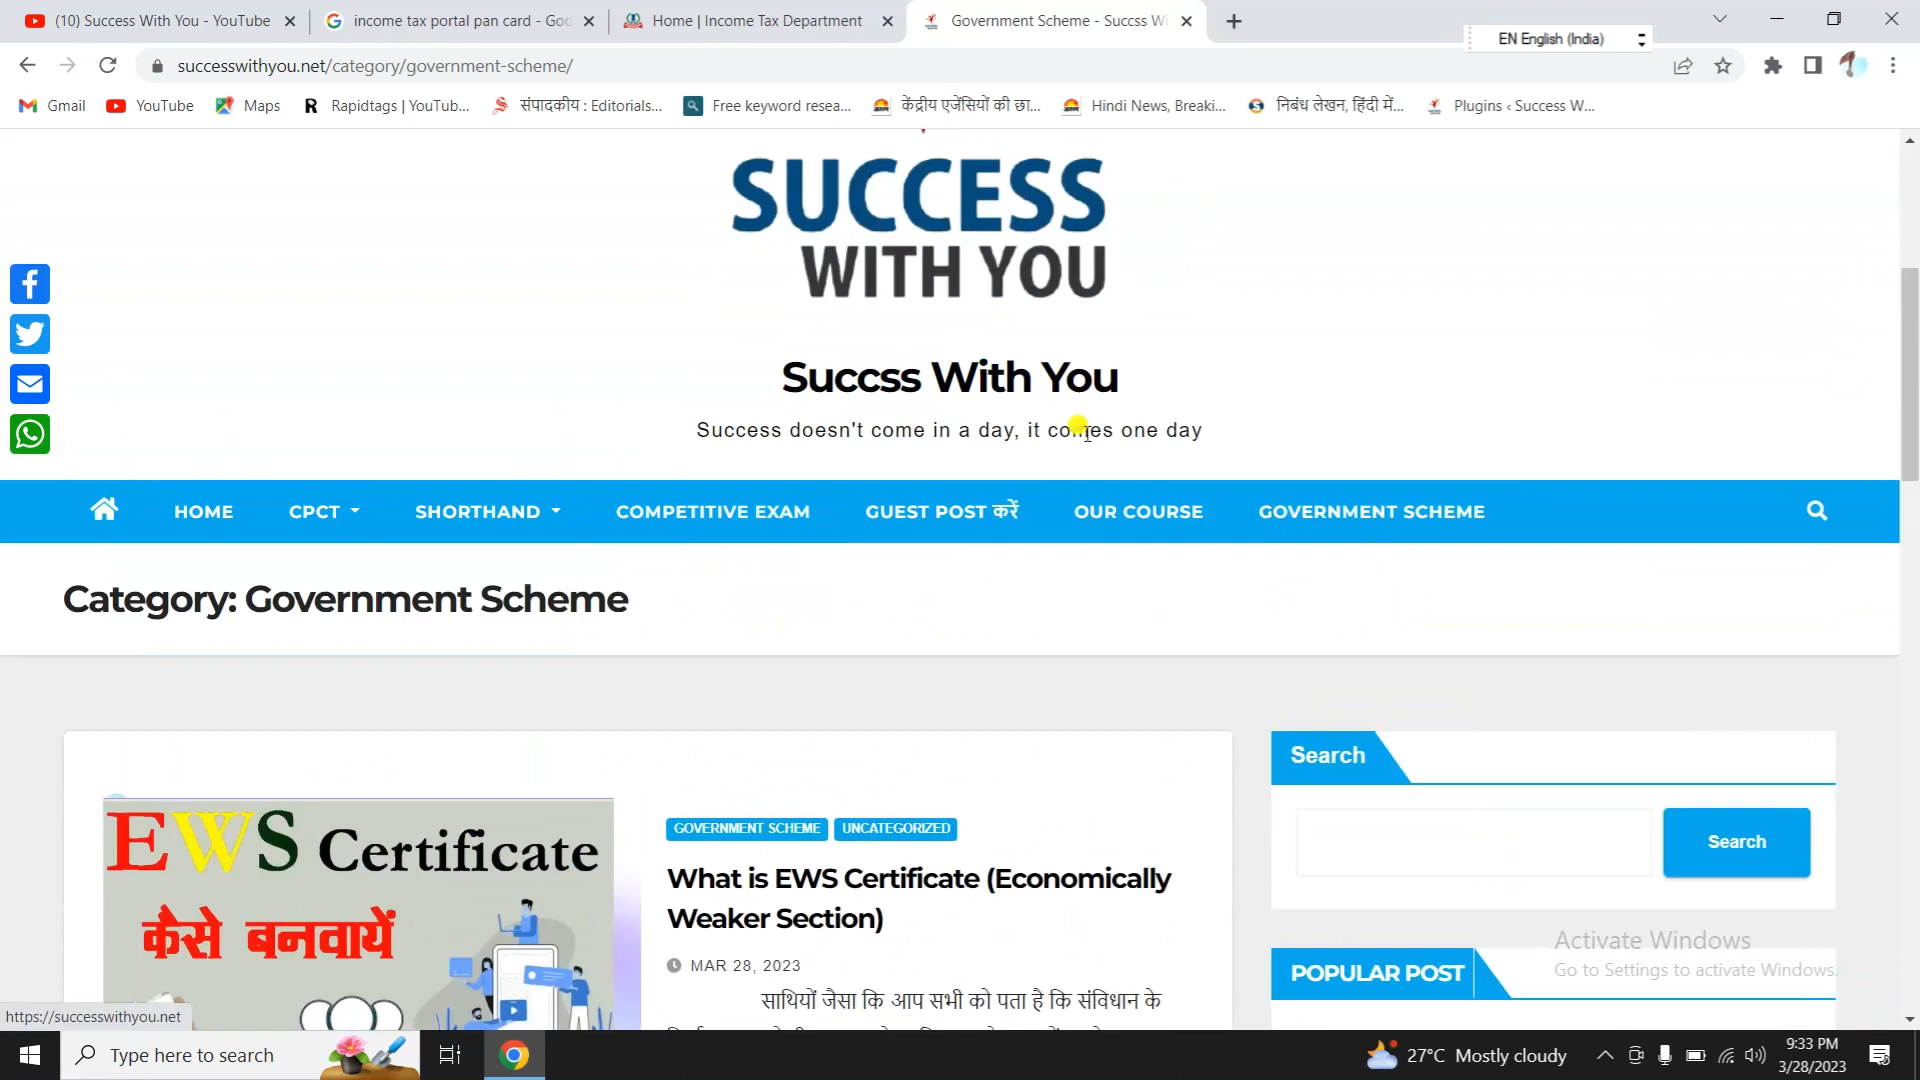 (10) Success With You - YouTube
income tax portal pan card - Goo
Home | Income Tax Department
Government Scheme - Succss Wi
EN English (India)
successwithyou.net/category/government-scheme/
Gmail
YouTube
Maps
Rapidtags | YouTub...
संपादकीय : Editorials...
Free keyword resea...
केंद्रीय एजेंसियों की छा...
Hindi News, Breaki...
निबंध लेखन, हिंदी में...
Plugins ‹ Success W...
SUCCESS
WITH YOU
Succss With You
Success doesn't come in a day, it comes one day
HOME
CPCT
SHORTHAND
COMPETITIVE EXAM
GUEST POST करें
OUR COURSE
GOVERNMENT SCHEME
Category: Government Scheme
EWS Certificate
कैसे बनवायें
GOVERNMENT SCHEME
UNCATEGORIZED
What is EWS Certificate (Economically
Weaker Section)
MAR 28, 2023
साथियों जैसा कि आप सभी को पता है कि संविधान के
Search
Search
POPULAR POST
Activate Windows
Go to Settings to activate Windows.
https://successwithyou.net
Type here to search
27°C Mostly cloudy
9:33 PM
3/28/2023